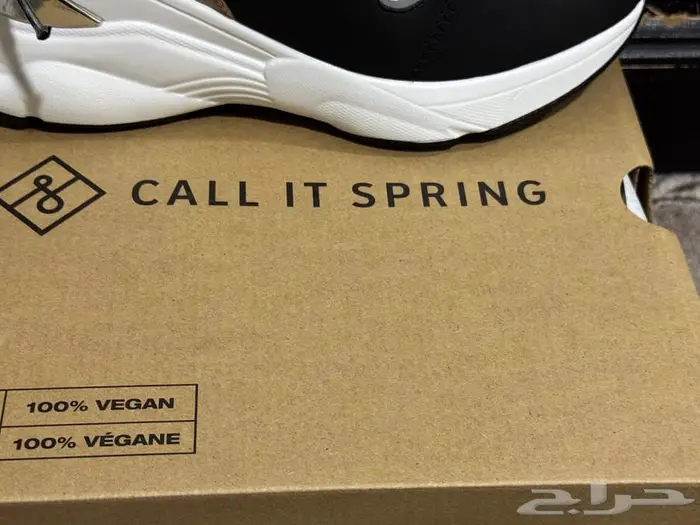 CALL IT SPRING
100% VEGAN
100% VÉGANE
حراج